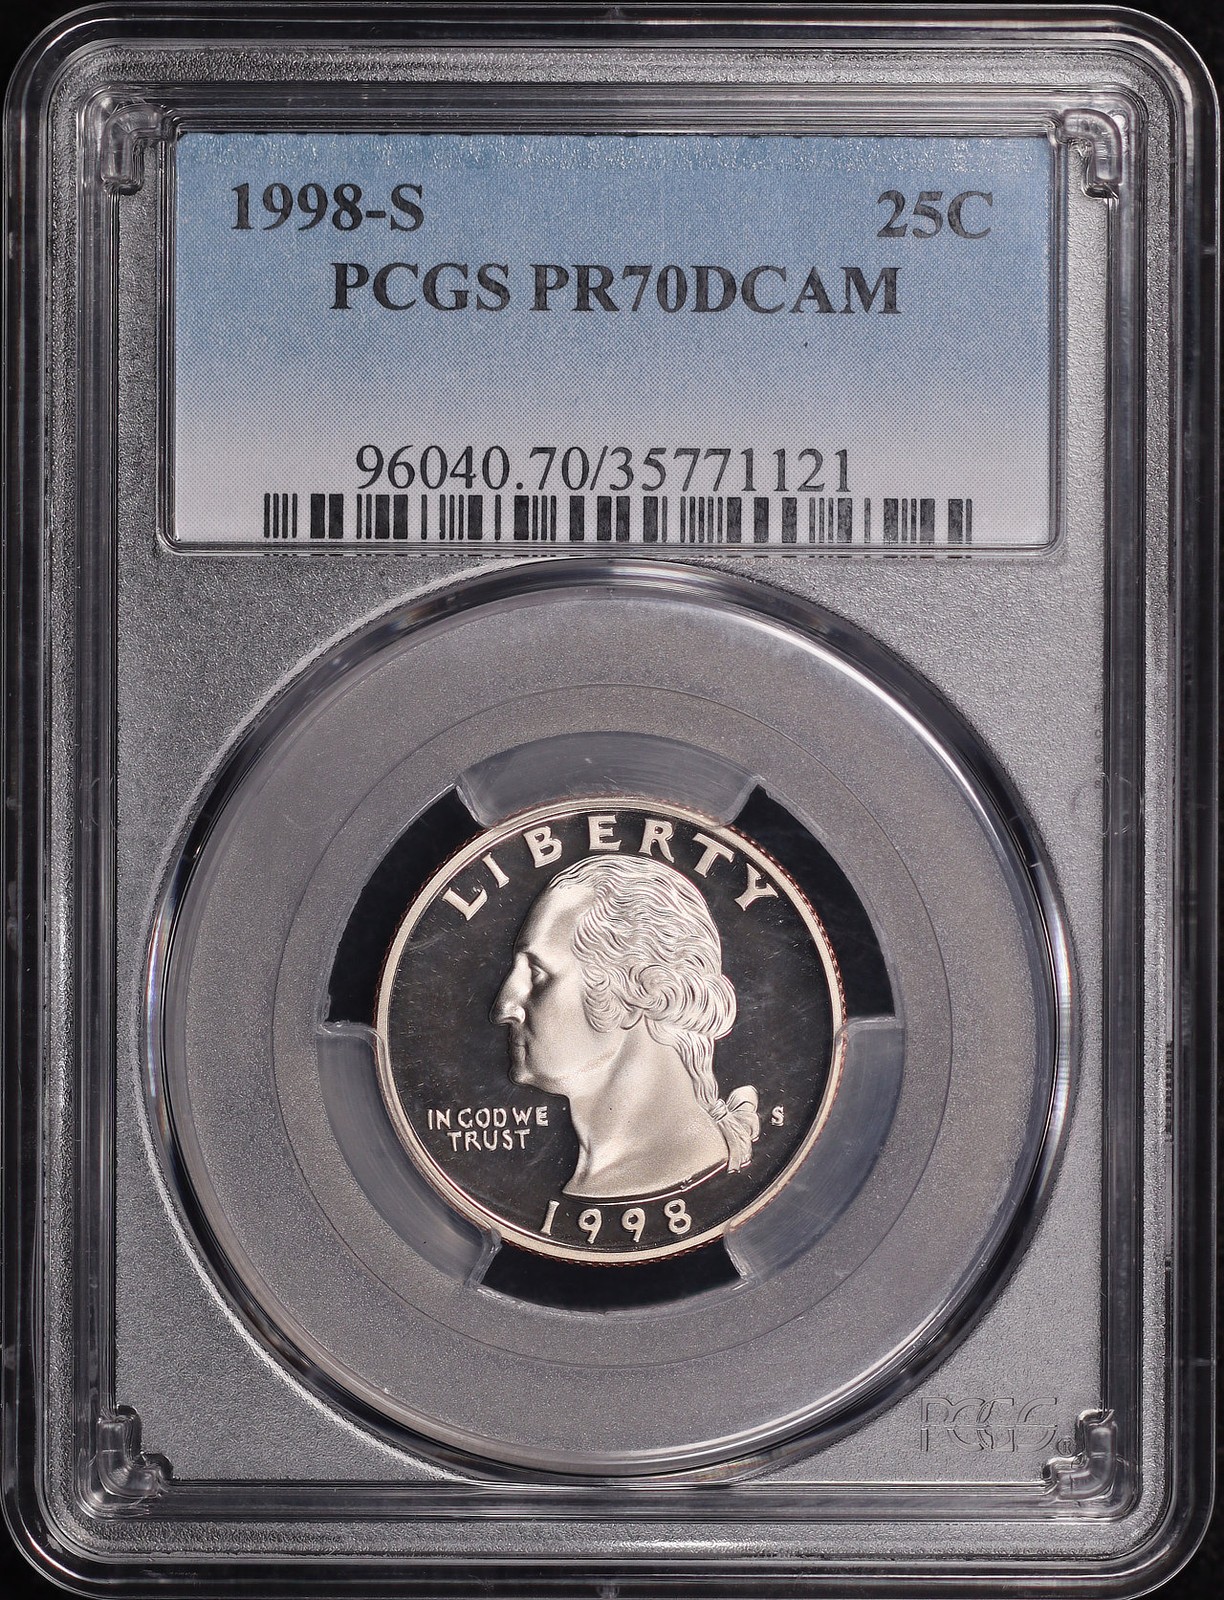 1998-S 25C
PCGS PR70DCAM
96040.70/35771121
LIBERTY
IN GOD WE
TRUST
S
1998
PCGS